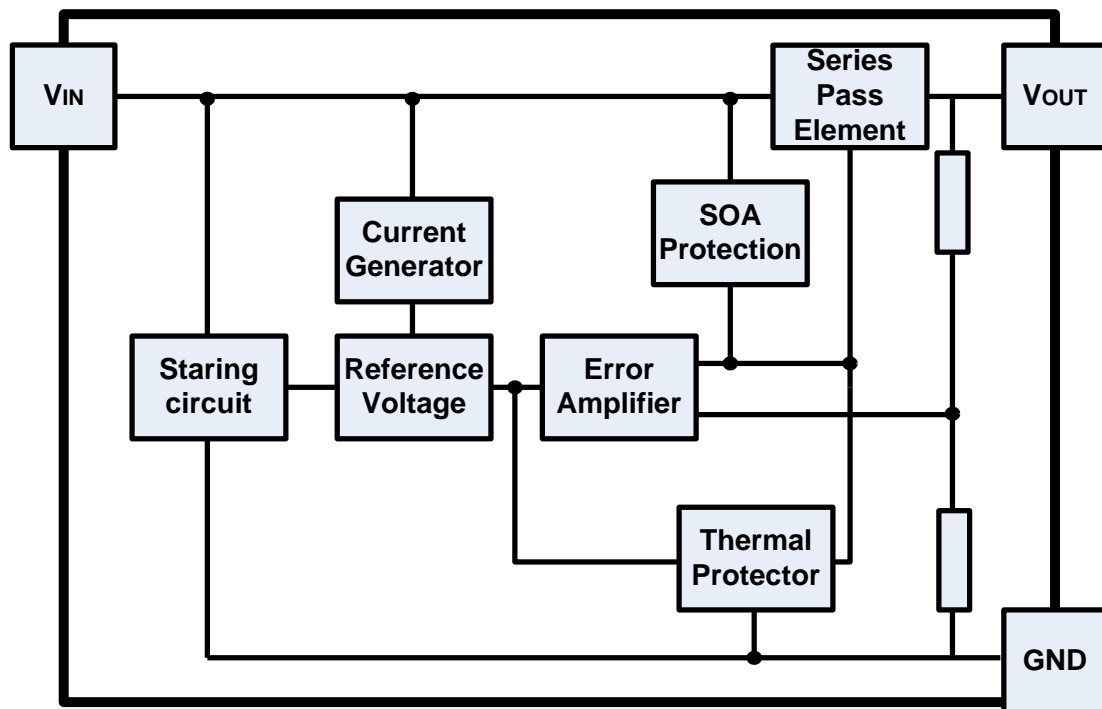 VIN
Series
Pass
Element
VOUT
Current
Generator
SOA
Protection
Staring
circuit
Reference
Voltage
Error
Amplifier
Thermal
Protector
GND